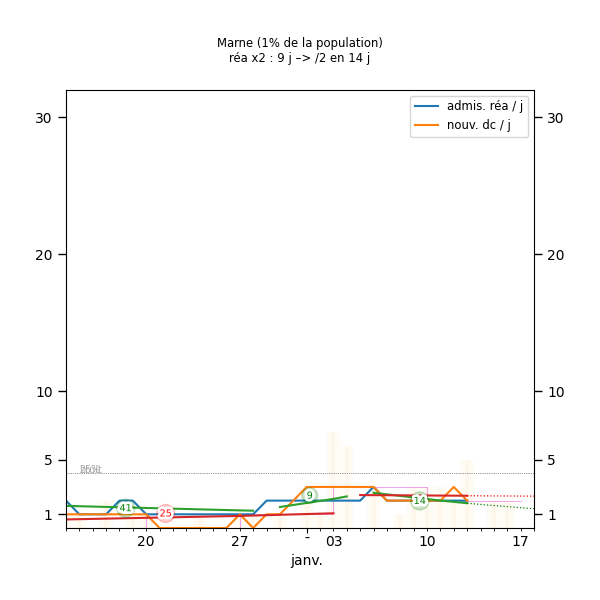 Marne (1% de la population)
réa x2 : 9 j –> /2 en 14 j
admis. réa / j
nouv. dc / j
30 30
20 20
10 10
5 5
1 1
41
25
9
14
20 27 - 03 10 17
janv.